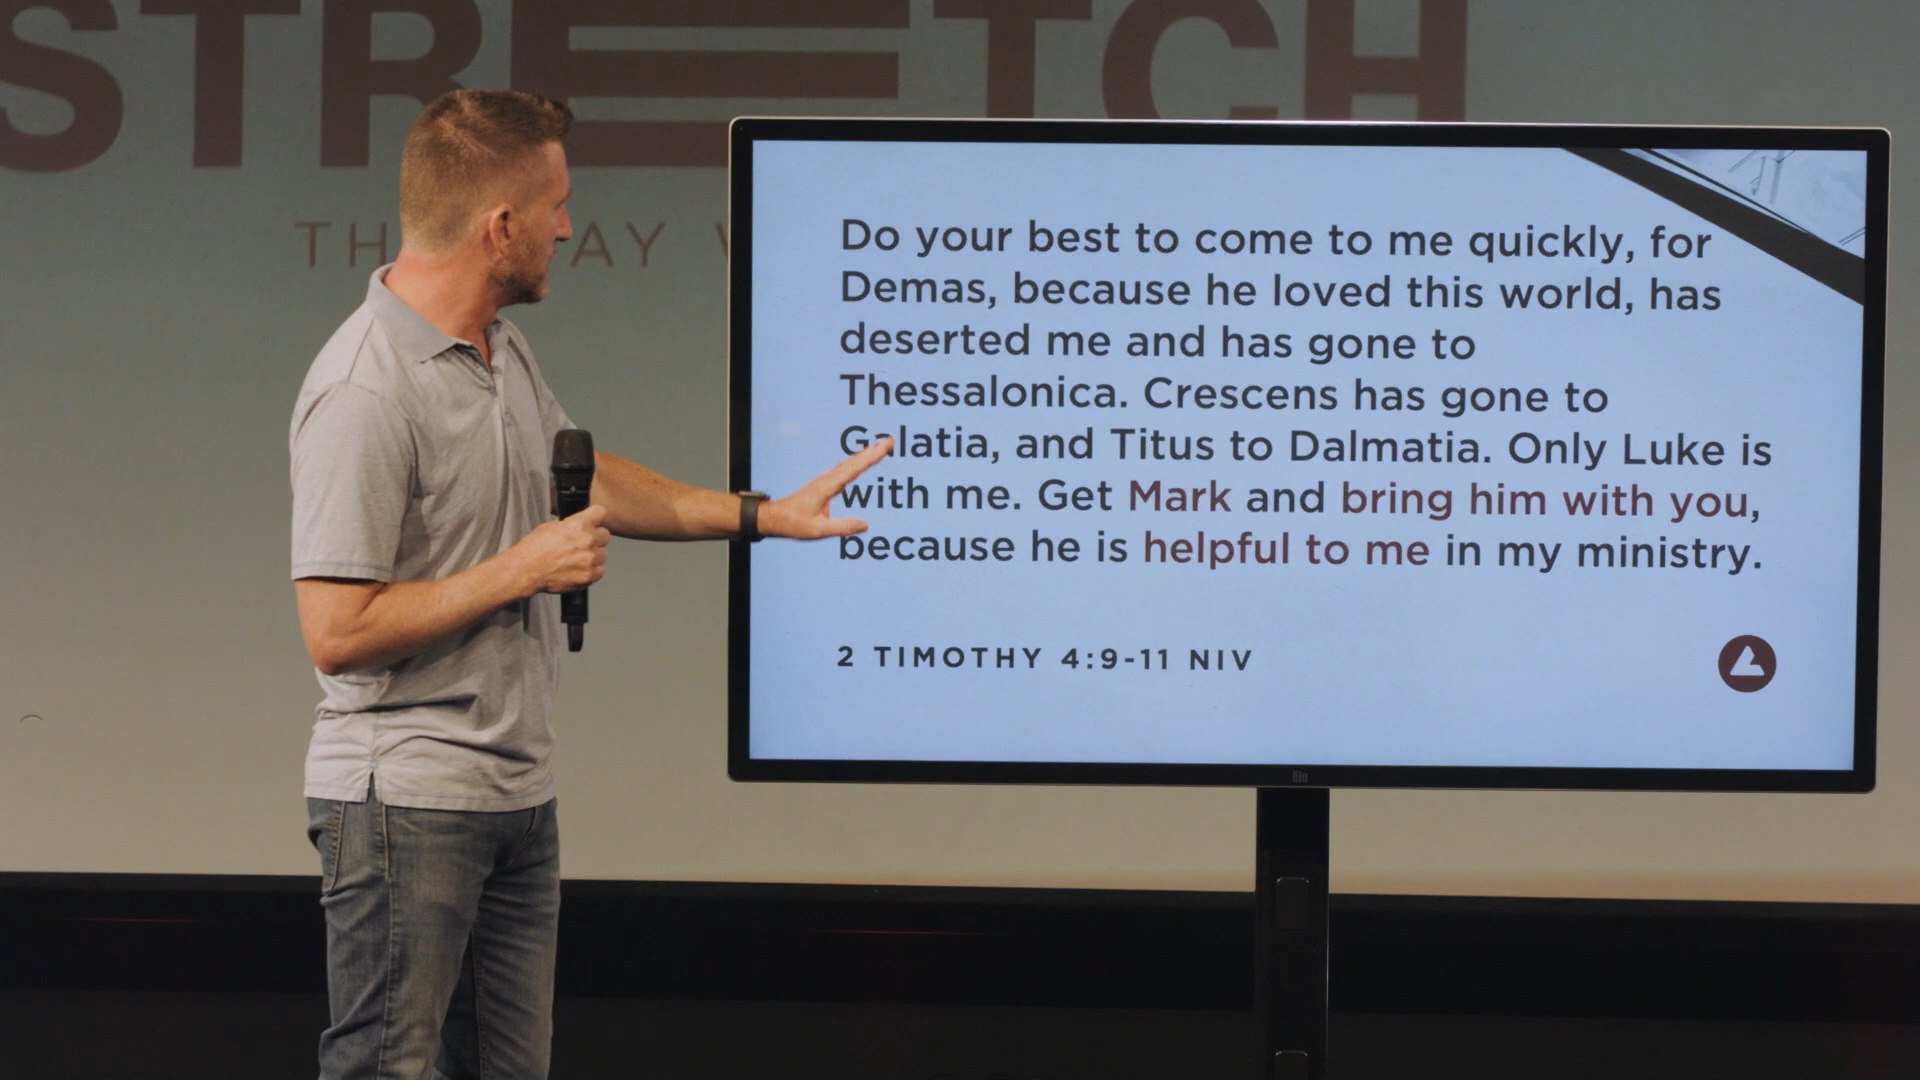 STRETCH
Do your best to come to me quickly, for
Demas, because he loved this world, has
deserted me and has gone to
Thessalonica. Crescens has gone to
Galatia, and Titus to Dalmatia. Only Luke is
with me. Get Mark and bring him with you,
because he is helpful to me in my ministry.
2 TIMOTHY 4:9-11 NIV
elo